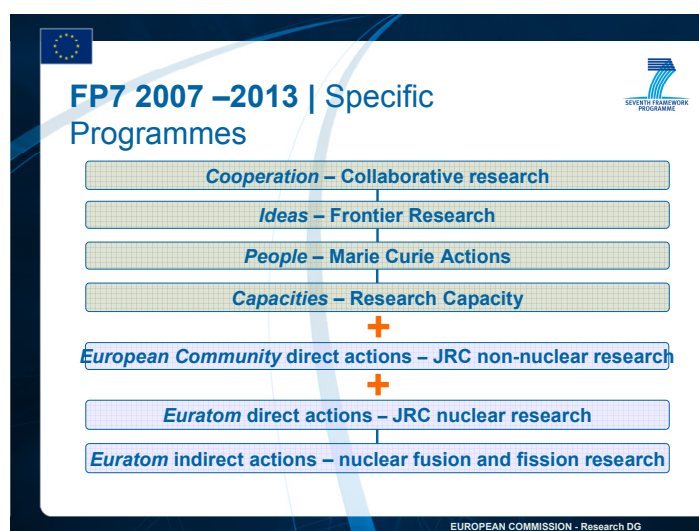 FP7 2007 –2013 | Specific
Programmes
SEVENTH FRAMEWORK
PROGRAMME
Cooperation – Collaborative research
Ideas – Frontier Research
People – Marie Curie Actions
Capacities – Research Capacity
+
European Community direct actions – JRC non-nuclear research
+
Euratom direct actions – JRC nuclear research
Euratom indirect actions – nuclear fusion and fission research
EUROPEAN COMMISSION - Research DG